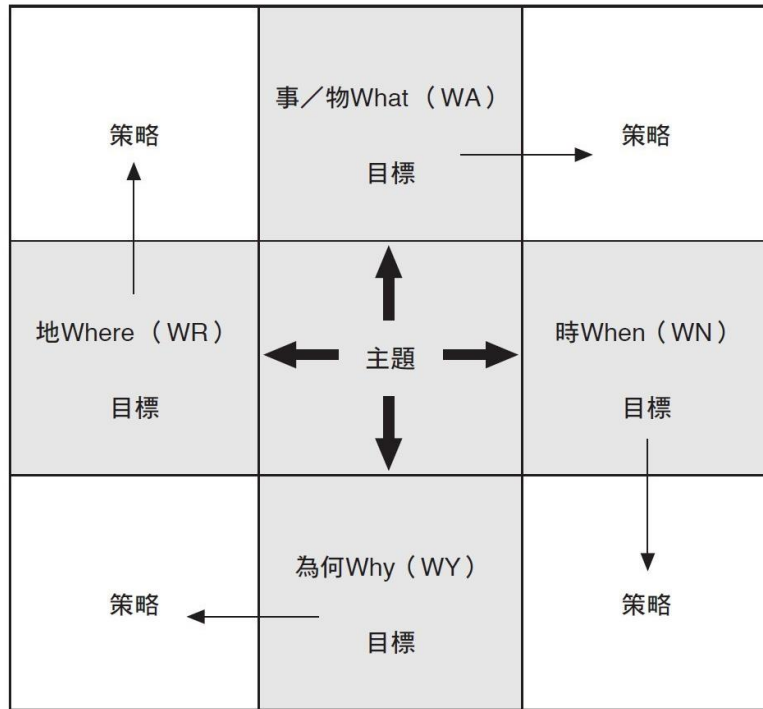 事／物What（WA）
目標
策略
策略
地Where（WR）
目標
主題
時When（WN）
目標
為何Why（WY）
目標
策略
策略